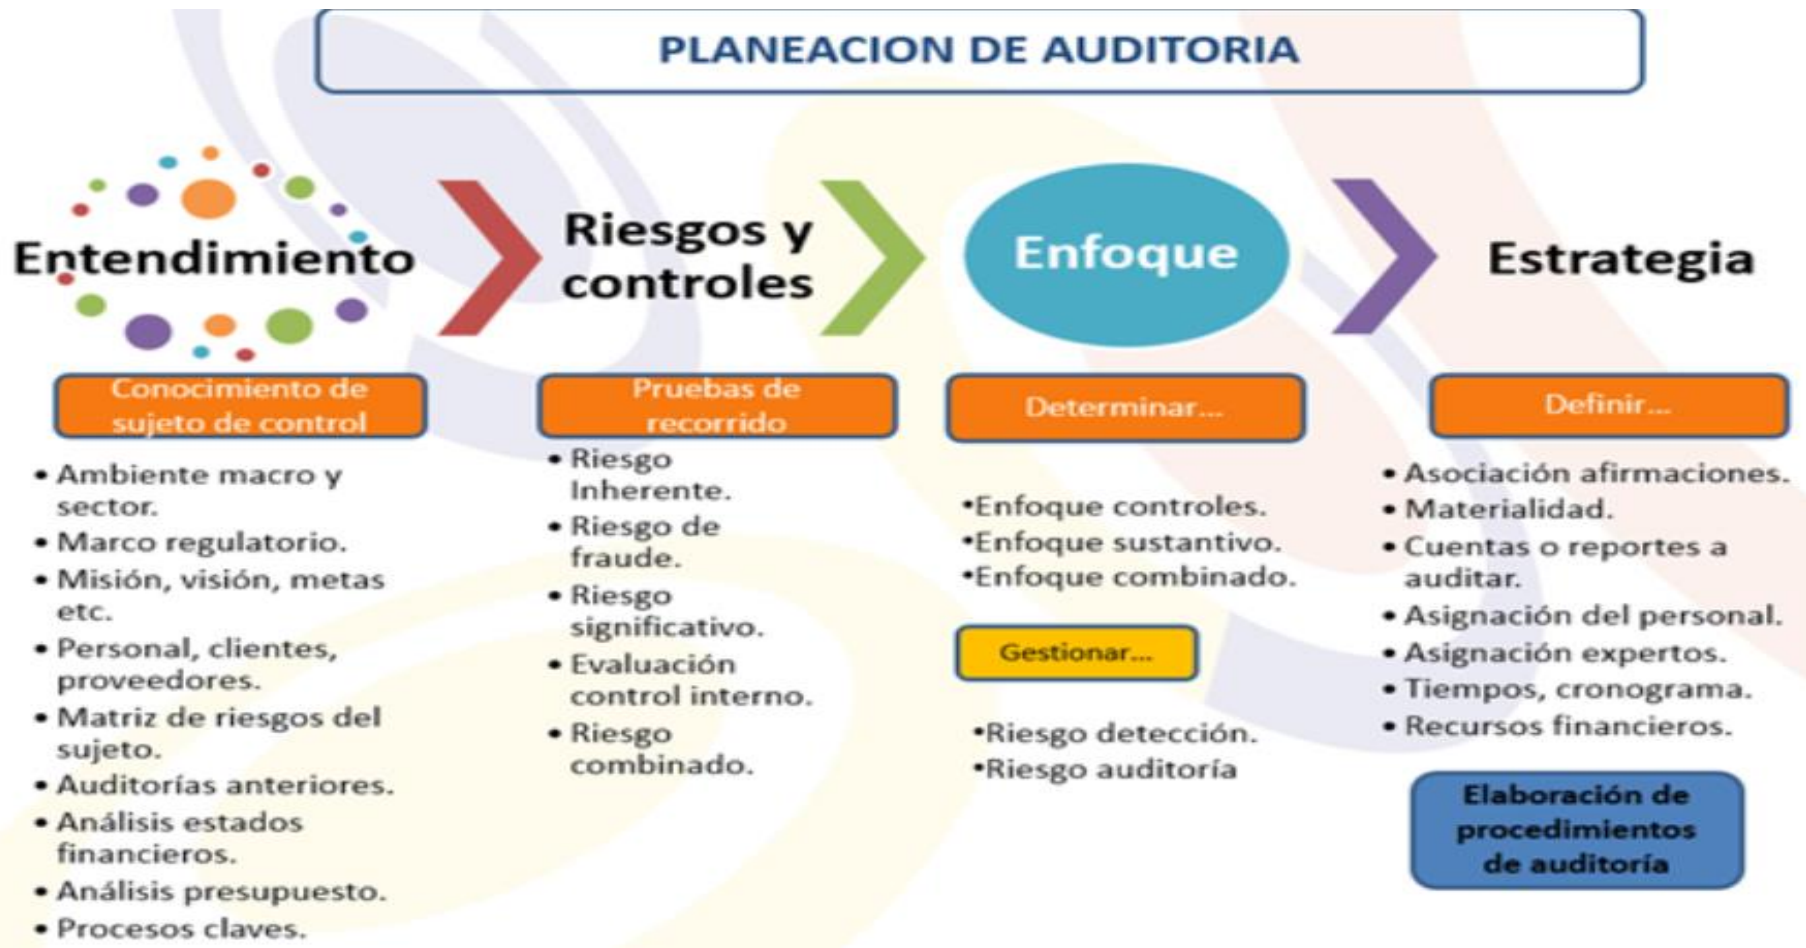 PLANEACION DE AUDITORIA
Entendimiento
Riesgos y
controles
Enfoque
Estrategia
Conocimiento de
sujeto de control
• Ambiente macro y
sector.
• Marco regulatorio.
• Misión, visión, metas
etc.
• Personal, clientes,
proveedores.
• Matriz de riesgos del
sujeto.
• Auditorías anteriores.
• Análisis estados
financieros.
• Análisis presupuesto.
• Procesos claves.
Pruebas de
recorrido
• Riesgo
Inherente.
• Riesgo de
fraude.
• Riesgo
significativo.
• Evaluación
control interno.
• Riesgo
combinado.
Determinar...
•Enfoque controles.
•Enfoque sustantivo.
•Enfoque combinado.
Gestionar...
•Riesgo detección.
•Riesgo auditoría
Definir...
• Asociación afirmaciones.
• Materialidad.
• Cuentas o reportes a
auditar.
• Asignación del personal.
• Asignación expertos.
• Tiempos, cronograma.
• Recursos financieros.
Elaboración de
procedimientos
de auditoría